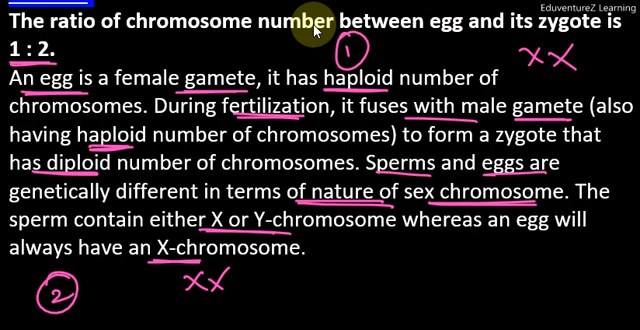 EduventureZ Learning
The ratio of chromosome number between egg and its zygote is
1 : 2.
1
XX
An egg is a female gamete, it has haploid number of
chromosomes. During fertilization, it fuses with male gamete (also
having haploid number of chromosomes) to form a zygote that
has diploid number of chromosomes. Sperms and eggs are
genetically different in terms of nature of sex chromosome. The
sperm contain either X or Y-chromosome whereas an egg will
always have an X-chromosome.
2
XX